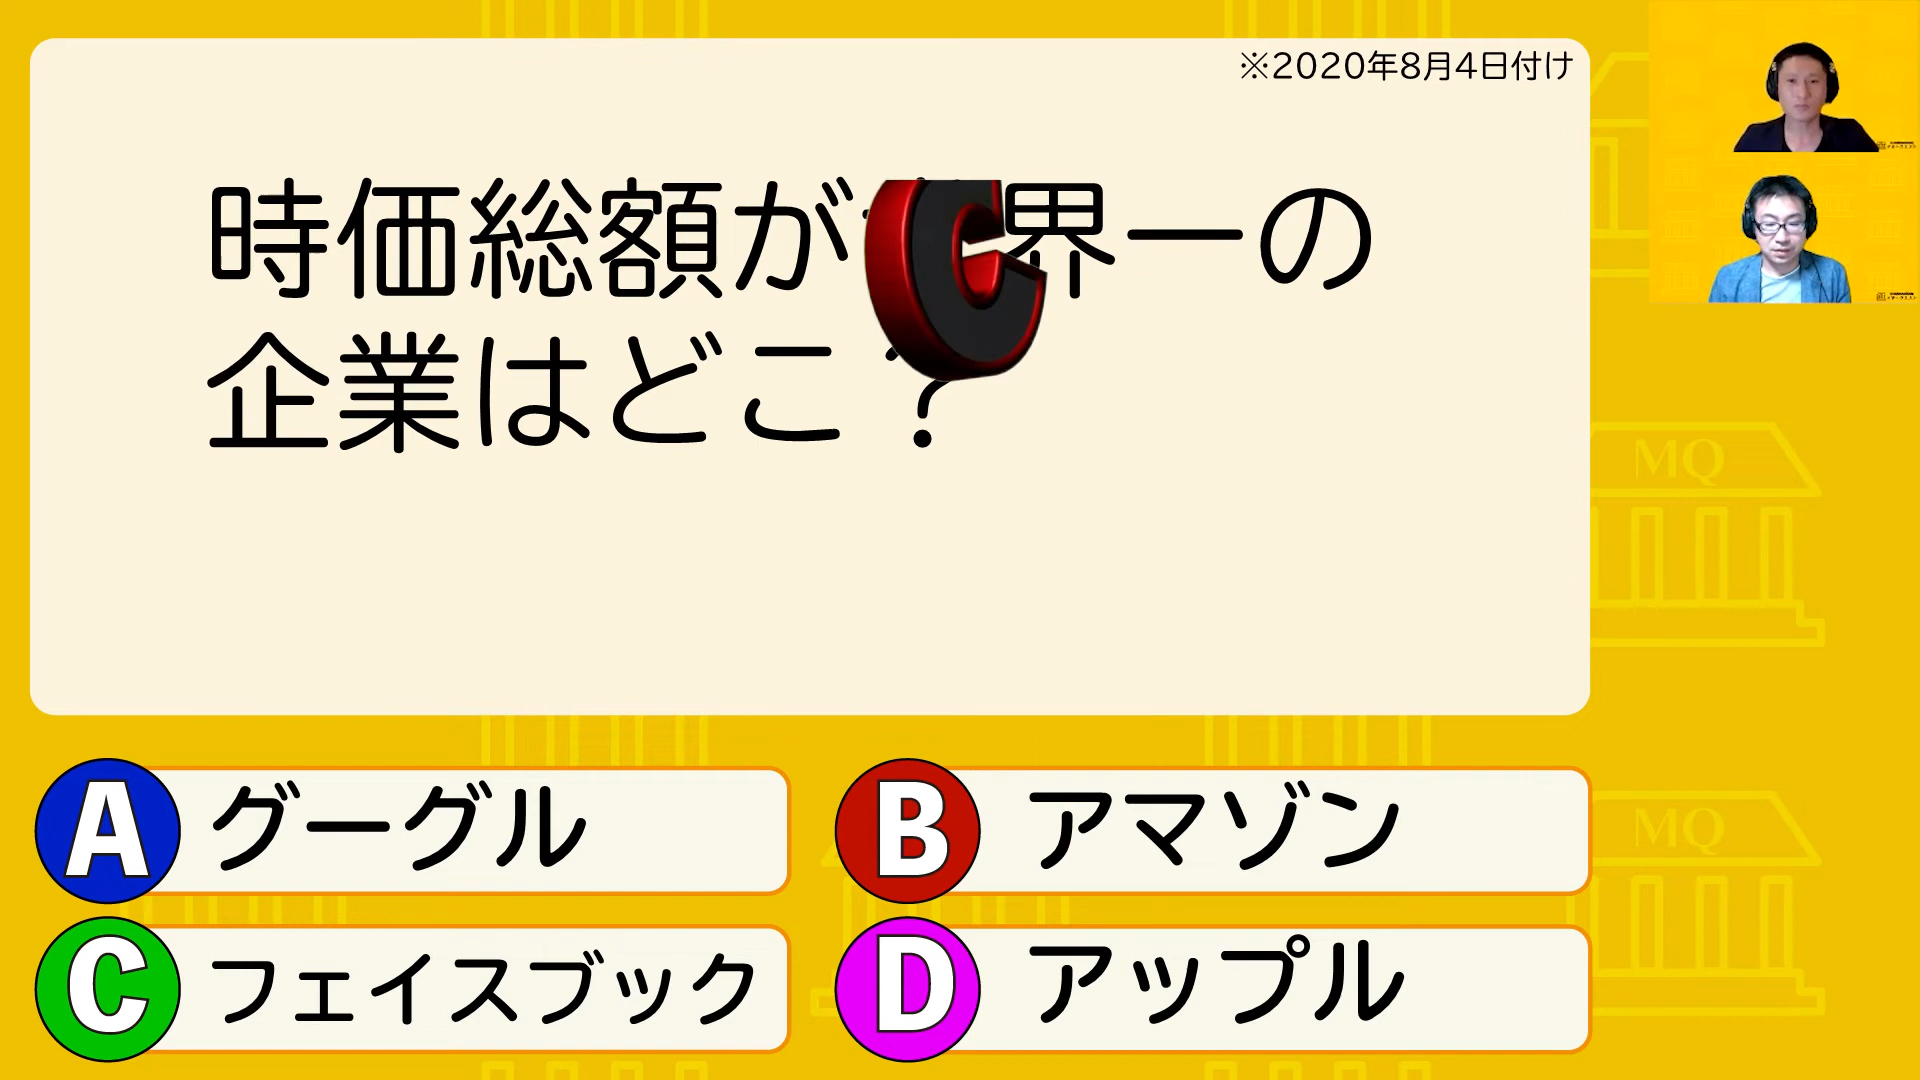 ※2020年8月4日付け
時価総額が 界一の
企業はどこ？
C
A グーグル
B アマゾン
C フェイスブック
D アップル
MQ
MQ